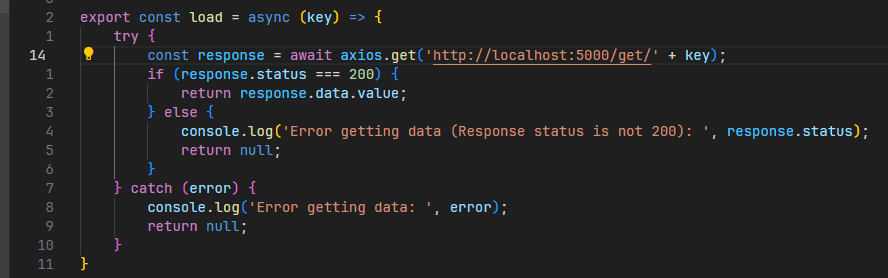 2 export const load = async (key) => {
1 try {
14 const response = await axios.get('http://localhost:5000/get/' + key);
1 if (response.status === 200) {
2 return response.data.value;
3 } else {
4 console.log('Error getting data (Response status is not 200): ', response.status);
5 return null;
6 }
7 } catch (error) {
8 console.log('Error getting data: ', error);
9 return null;
10 }
11 }